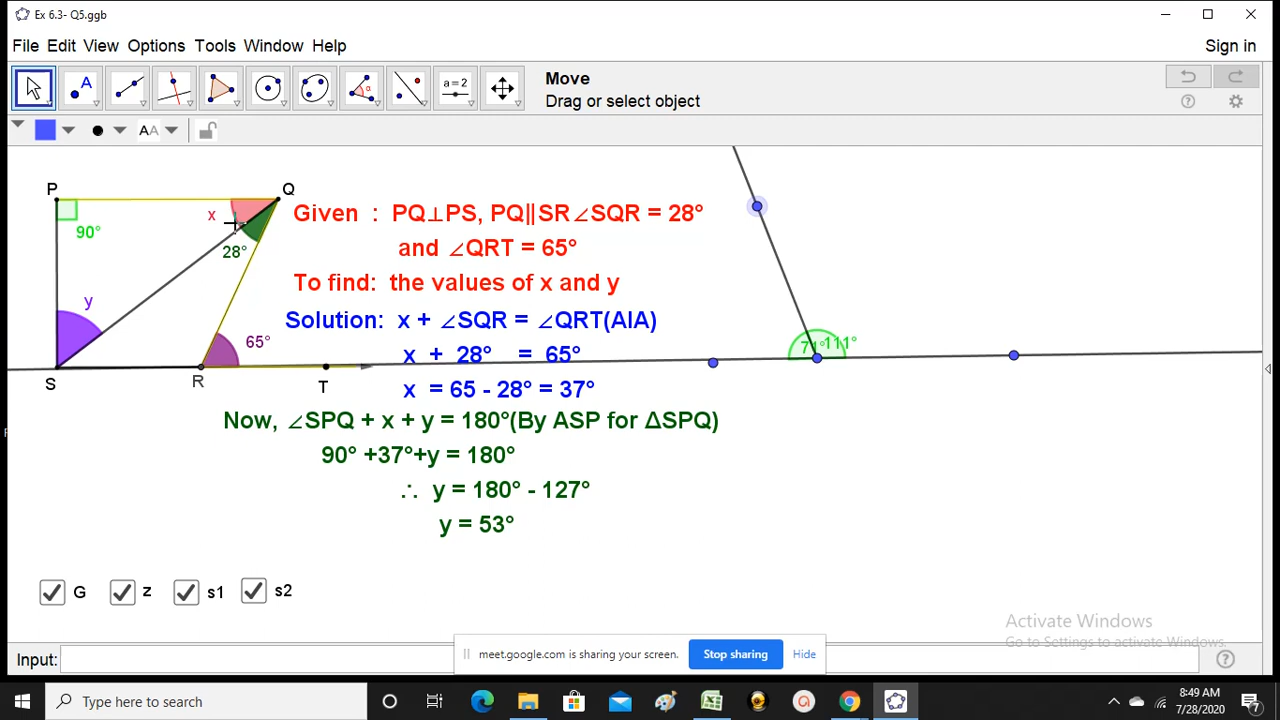 Ex 6.3- Q5.ggb
File Edit View Options Tools Window Help Sign in
A α a=2 Move
Drag or select object
AA
P Q
x
90°
28°
y
65°
S R T
Given : PQ⊥PS, PQ∥SR∠SQR = 28°
and ∠QRT = 65°
To find: the values of x and y
Solution: x + ∠SQR = ∠QRT(AIA)
x + 28° = 65°
x = 65 - 28° = 37°
Now, ∠SPQ + x + y = 180°(By ASP for ΔSPQ)
90° +37°+y = 180°
∴ y = 180° - 127°
y = 53°
111°
G z s1 s2
Activate Windows
Go to Settings to activate Windows.
Input:
meet.google.com is sharing your screen. Stop sharing Hide
Type here to search
8:49 AM
7/28/2020
7